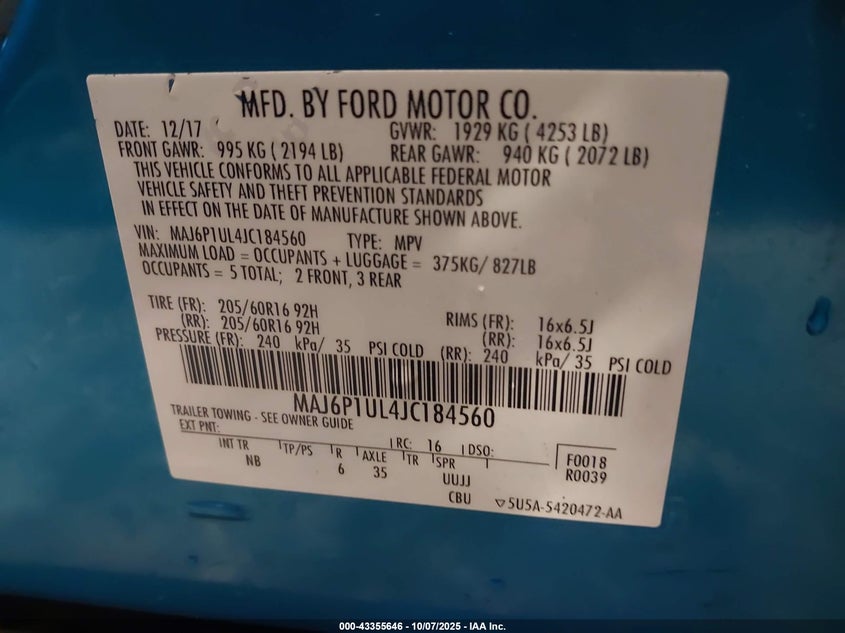 MFD. BY FORD MOTOR CO.
DATE: 12/17 GVWR: 1929 KG ( 4253 LB)
FRONT GAWR: 995 KG ( 2194 LB) REAR GAWR: 940 KG ( 2072 LB)
THIS VEHICLE CONFORMS TO ALL APPLICABLE FEDERAL MOTOR
VEHICLE SAFETY AND THEFT PREVENTION STANDARDS
IN EFFECT ON THE DATE OF MANUFACTURE SHOWN ABOVE.
VIN: MAJ6P1UL4JC184560 TYPE: MPV
MAXIMUM LOAD = OCCUPANTS + LUGGAGE = 375KG/ 827LB
OCCUPANTS = 5 TOTAL; 2 FRONT, 3 REAR
TIRE (FR): 205/60R16 92H RIMS (FR): 16x6.5J
(RR): 205/60R16 92H (RR): 16x6.5J
PRESSURE (FR): 240 kPa/ 35 PSI COLD (RR): 240 kPa/ 35 PSI COLD
MAJ6P1UL4JC184560
TRAILER TOWING - SEE OWNER GUIDE
EXT PNT: RC: 16 DSO:
INT TR TP/PS R AXLE TR SPR F0018
NB 6 35 UUJJ R0039
CBU 5U5A-5420472-AA
000-43355646 - 10/07/2025 - IAA Inc.